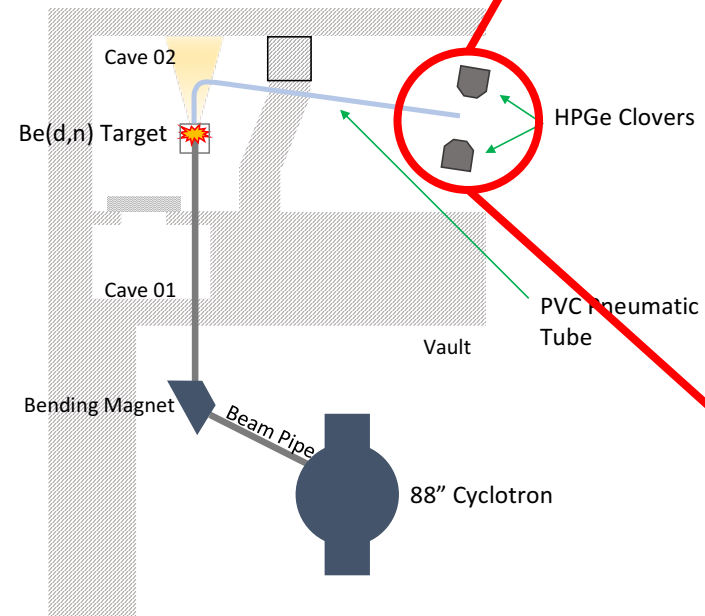 Cave 02
Be(d,n) Target
HPGe Clovers
Cave 01
PVC Pneumatic
Tube
Vault
Bending Magnet
Beam Pipe
88” Cyclotron